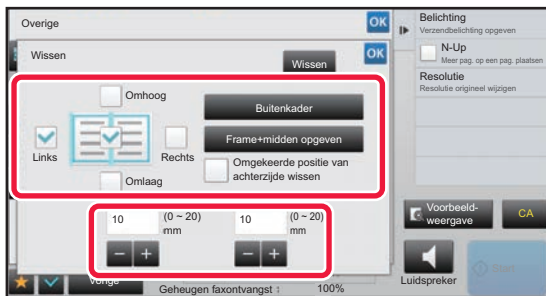 Overige
OK
Wissen
OK
Wissen
Omhoog
Links
Rechts
Omlaag
Buitenkader
Frame+midden opgeven
Omgekeerde positie van
achterzijde wissen
10
(0 ~ 20)
mm
10
(0 ~ 20)
mm
Vorige
Geheugen faxontvangst :
100%
Belichting
Verzendbelichting opgeven
N-Up
Meer pag. op een pag. plaatsen
Resolutie
Resolutie origineel wijzigen
Voorbeeld-
weergave
CA
Luidspreker
Start